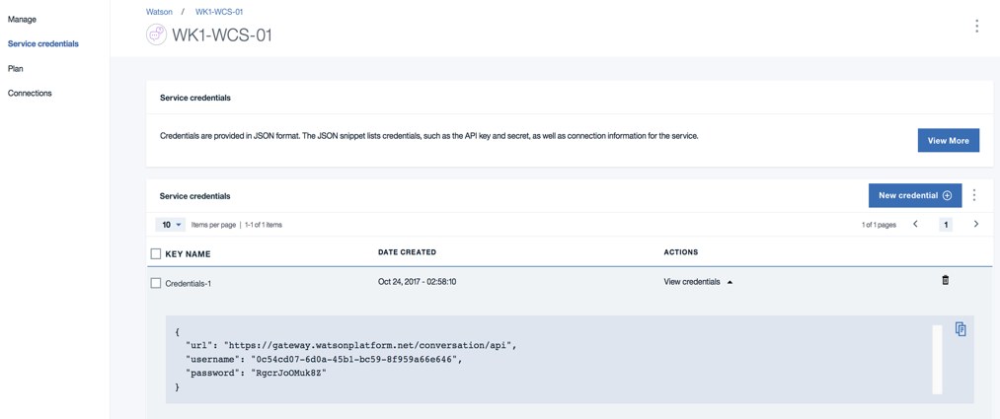 Manage
Service credentials
Plan
Connections
Watson / WK1-WCS-01
WK1-WCS-01
Service credentials
Credentials are provided in JSON format. The JSON snippet lists credentials, such as the API key and secret, as well as connection information for the service.
View More
Service credentials
New credential
10 Items per page | 1-1 of 1 items
1 of 1 pages < 1 >
KEY NAME DATE CREATED ACTIONS
Credentials-1 Oct 24, 2017 - 02:58:10 View credentials
{
"url": "https://gateway.watsonplatform.net/conversation/api",
"username": "0c54cd07-6d0a-45b1-bc59-8f959a66e646",
"password": "RgcrJoOMuk8Z"
}